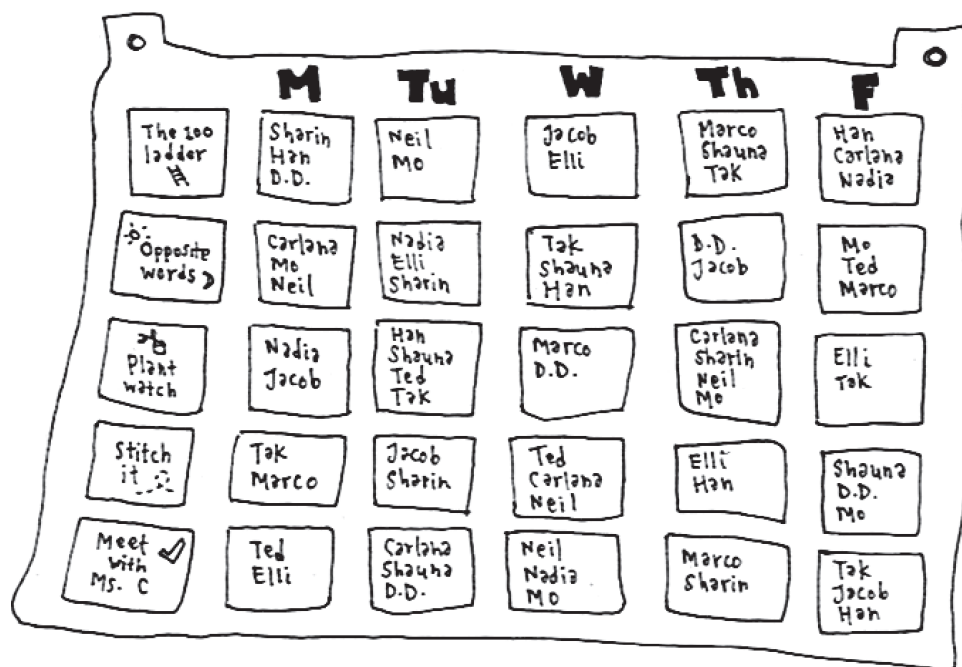 M Tu W Th F
The 100
ladder
Sharin
Han
D.D.
Neil
Mo
Jacob
Elli
Marco
Shauna
Tak
Han
Carlana
Nadia
Opposite
words
Carlana
Mo
Neil
Nadia
Elli
Sharin
Tak
Shauna
Han
D.D.
Jacob
Mo
Ted
Marco
Plant
watch
Nadia
Jacob
Han
Shauna
Ted
Tak
Marco
D.D.
Carlana
Sharin
Neil
Mo
Elli
Tak
Stitch
it
Tak
Marco
Jacob
Sharin
Ted
Carlana
Neil
Elli
Han
Shauna
D.D.
Mo
Meet
with
Ms. C
Ted
Elli
Carlana
Shauna
D.D.
Neil
Nadia
Mo
Marco
Sharin
Tak
Jacob
Han